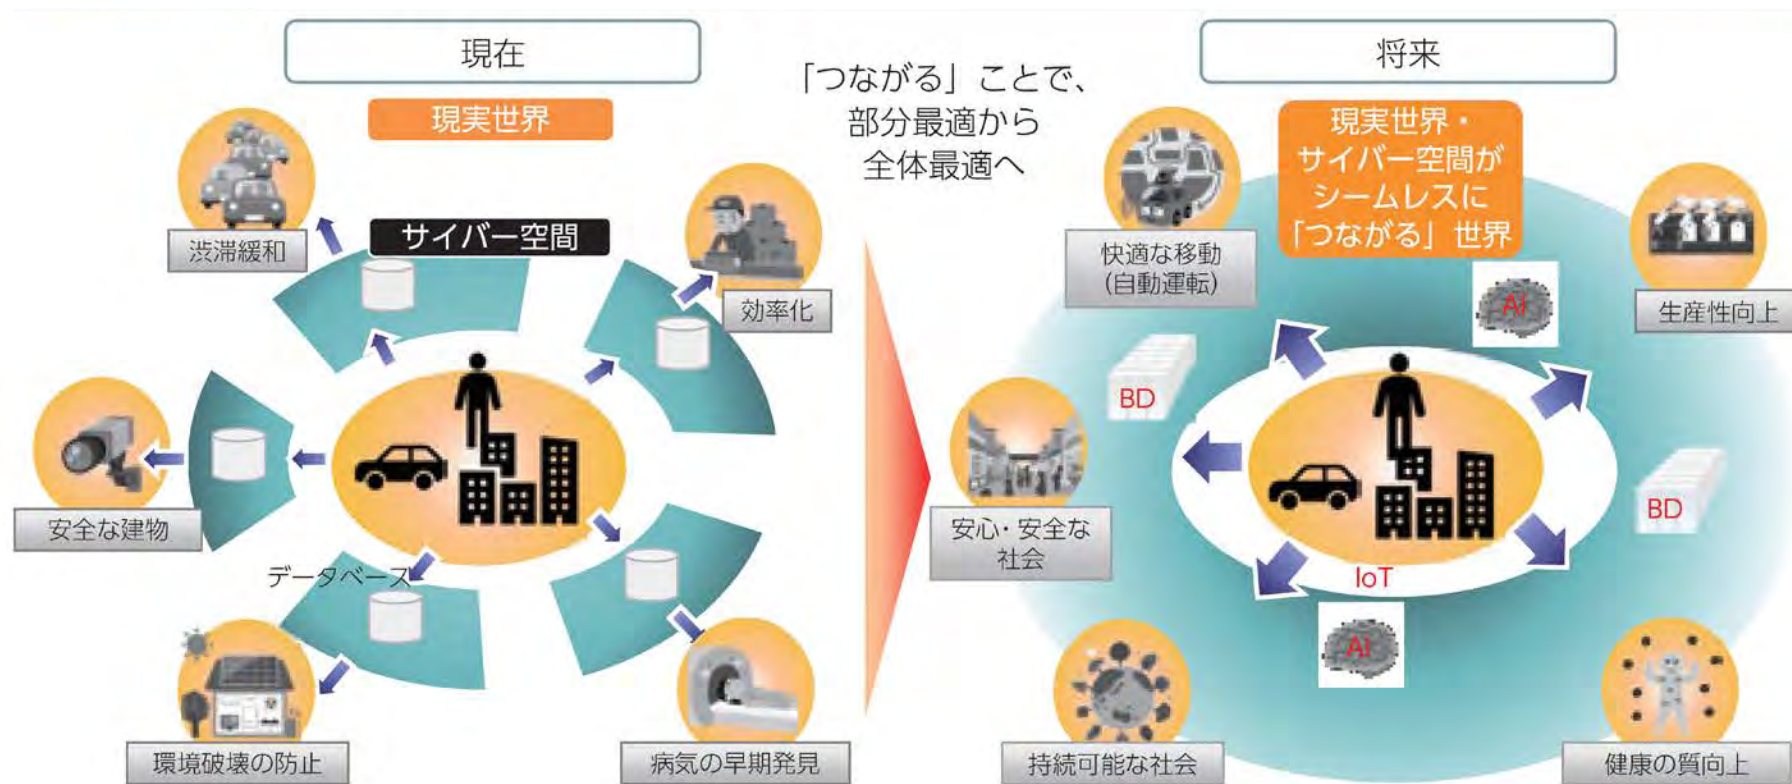 現在
現実世界
サイバー空間
渋滞緩和
効率化
安全な建物
データベース
環境破壊の防止
病気の早期発見
「つながる」ことで、
部分最適から
全体最適へ
将来
現実世界・
サイバー空間が
シームレスに
「つながる」世界
快適な移動
(自動運転)
生産性向上
AI
BD
BD
安心・安全な
社会
IoT
AI
持続可能な社会
健康の質向上